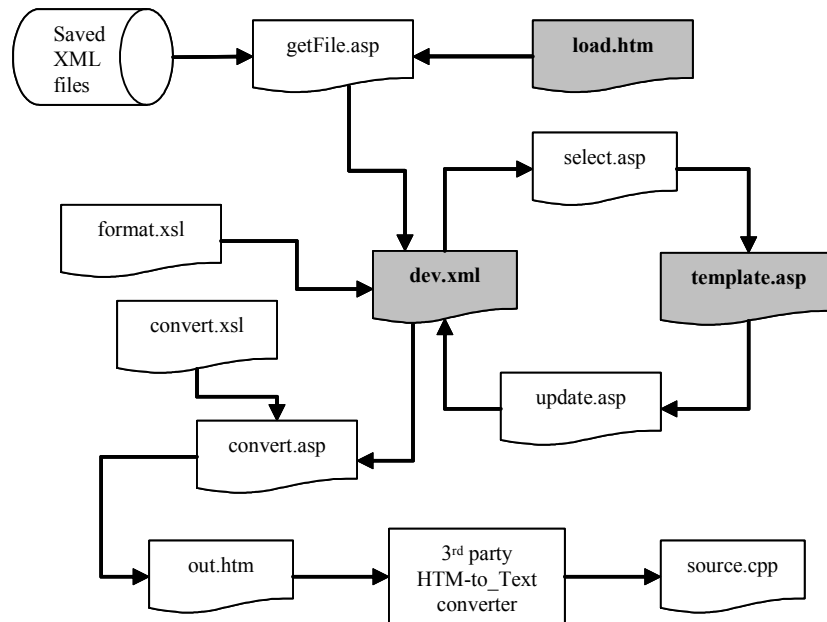 Saved
XML
files
getFile.asp
load.htm
select.asp
format.xsl
dev.xml
template.asp
convert.xsl
update.asp
convert.asp
out.htm
3rd party
HTM-to_Text
converter
source.cpp